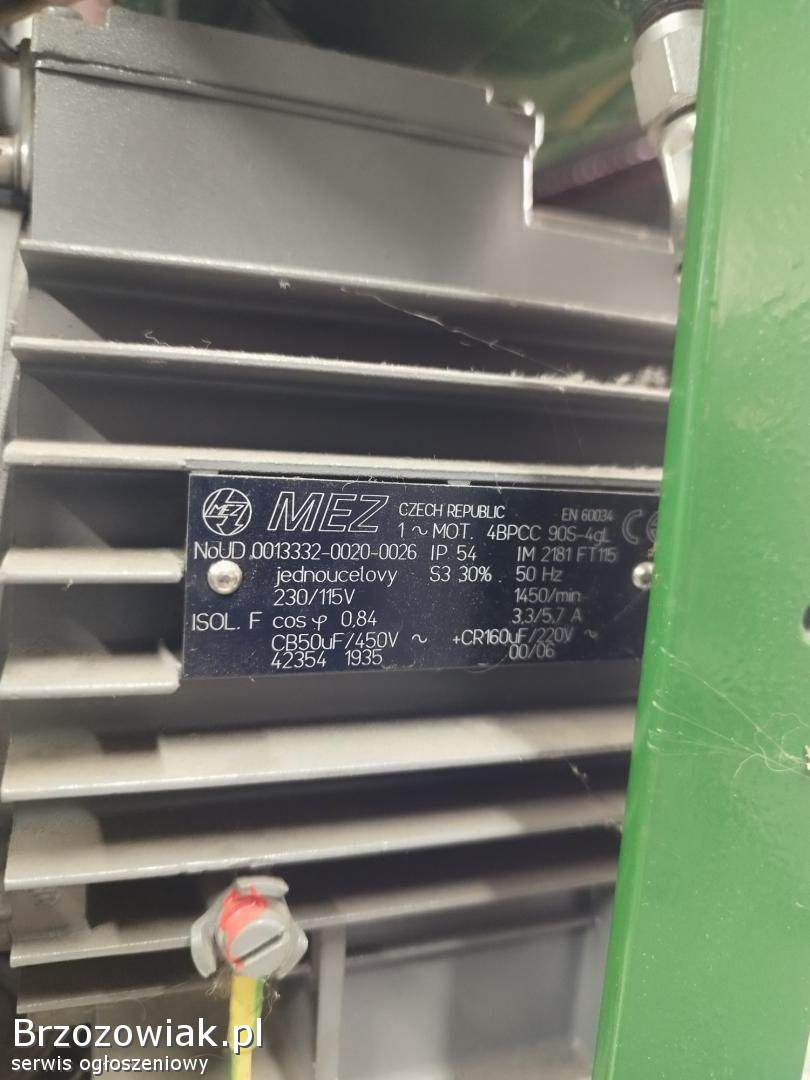 MEZ
MEZ CZECH REPUBLIC EN 60034
1 ~ MOT. 4BPCC 90S-4gL CE
NoUD 0013332-0020-0026 IP 54 IM 2181 FT115
jednoucelovy S3 30% 50 Hz
230/115V 1450/min
ISOL. F cos φ 0,84 3,3/5,7 A
CB50uF/450V ~ +CR160uF/220V ~
42354 1935 00/06
Brzozowiak.pl
serwis ogłoszeniowy